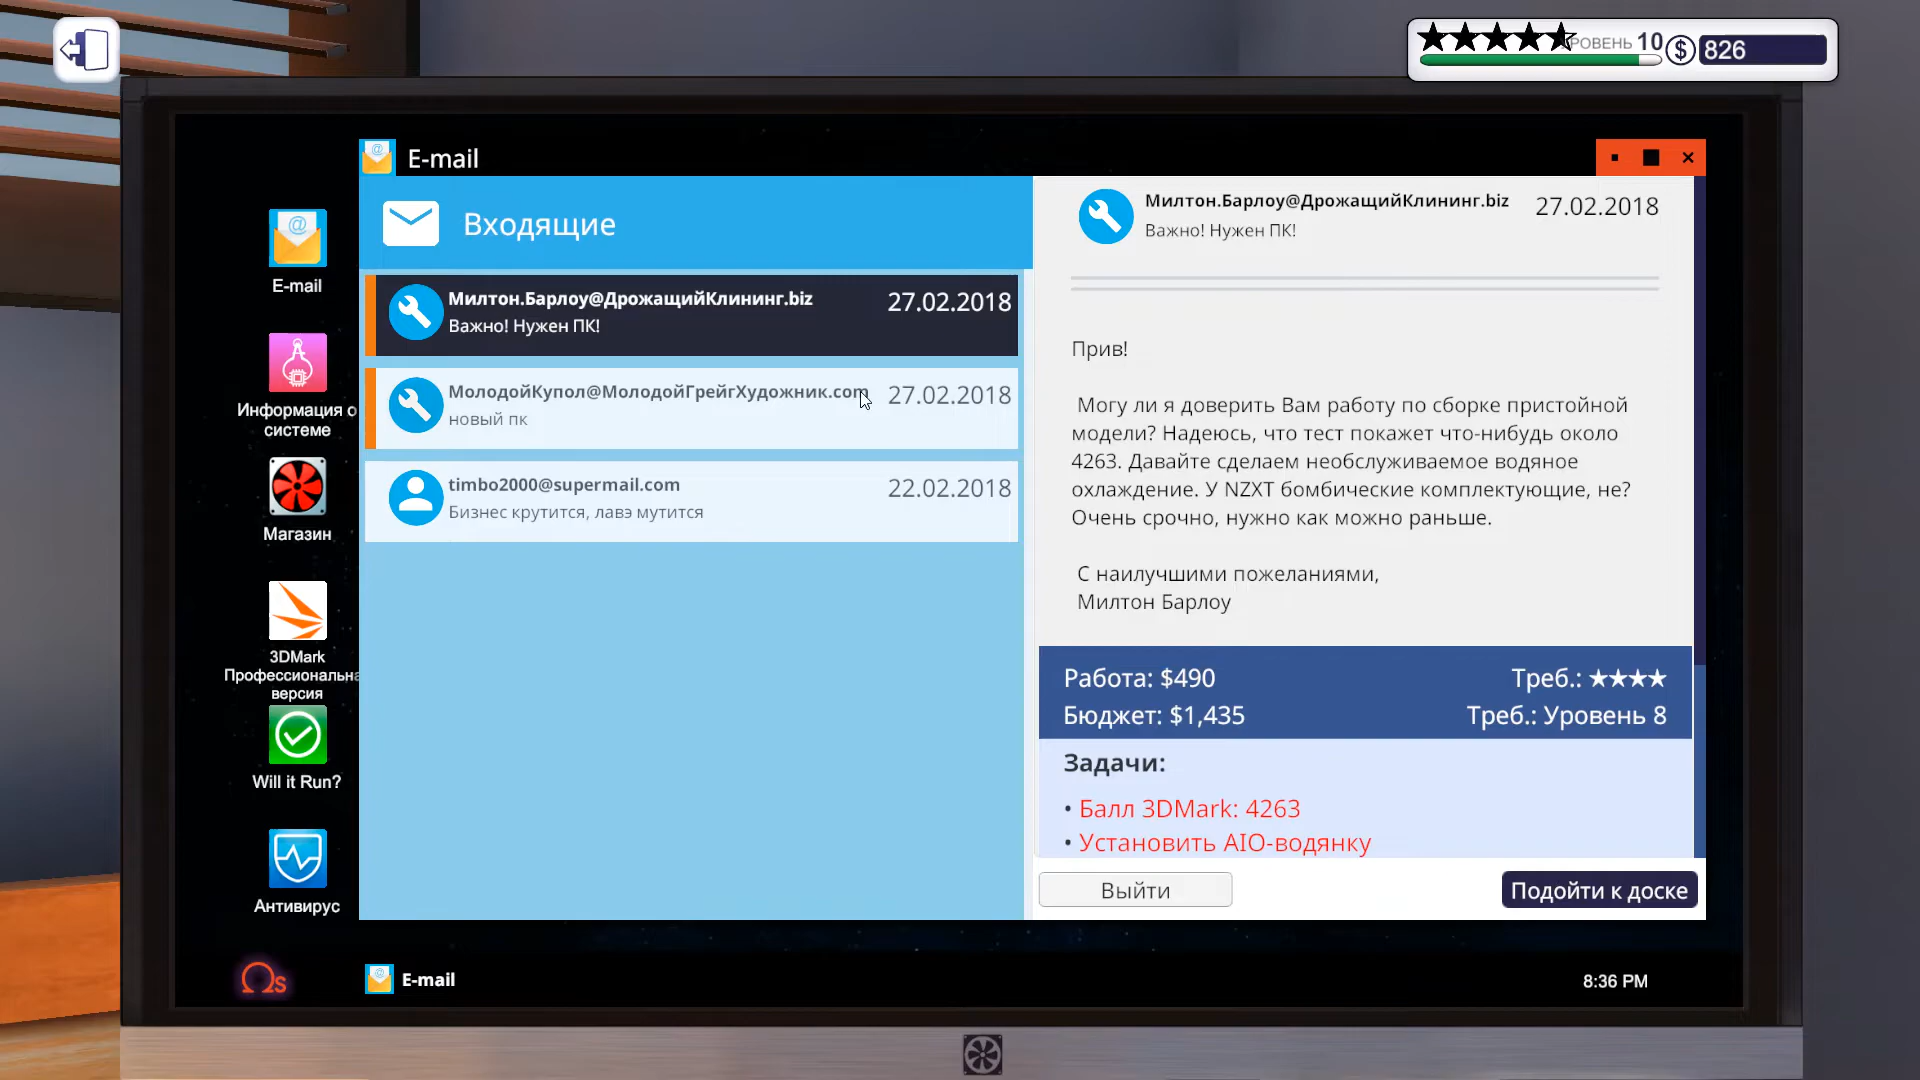 РОВЕНЬ 10
$ 826
E-mail
Входящие
Милтон.Барлоу@ДрожащийКлининг.biz
27.02.2018
Важно! Нужен ПК!
МолодойКупол@МолодойГрейгХудожник.com
27.02.2018
новый пк
timbo2000@supermail.com
22.02.2018
Бизнес крутится, лавэ мутится
Милтон.Барлоу@ДрожащийКлининг.biz
27.02.2018
Важно! Нужен ПК!
Прив!
Могу ли я доверить Вам работу по сборке пристойной
модели? Надеюсь, что тест покажет что-нибудь около
4263. Давайте сделаем необслуживаемое водяное
охлаждение. У NZXT бомбические комплектующие, не?
Очень срочно, нужно как можно раньше.
С наилучшими пожеланиями,
Милтон Барлоу
Работа: $490
Треб.: ★★★★
Бюджет: $1,435
Треб.: Уровень 8
Задачи:
• Балл 3DMark: 4263
• Установить AIO-водянку
Выйти
Подойти к доске
E-mail
Информация о
системе
Магазин
3DMark
Профессиональна
версия
Will it Run?
Антивирус
Ωs
E-mail
8:36 PM